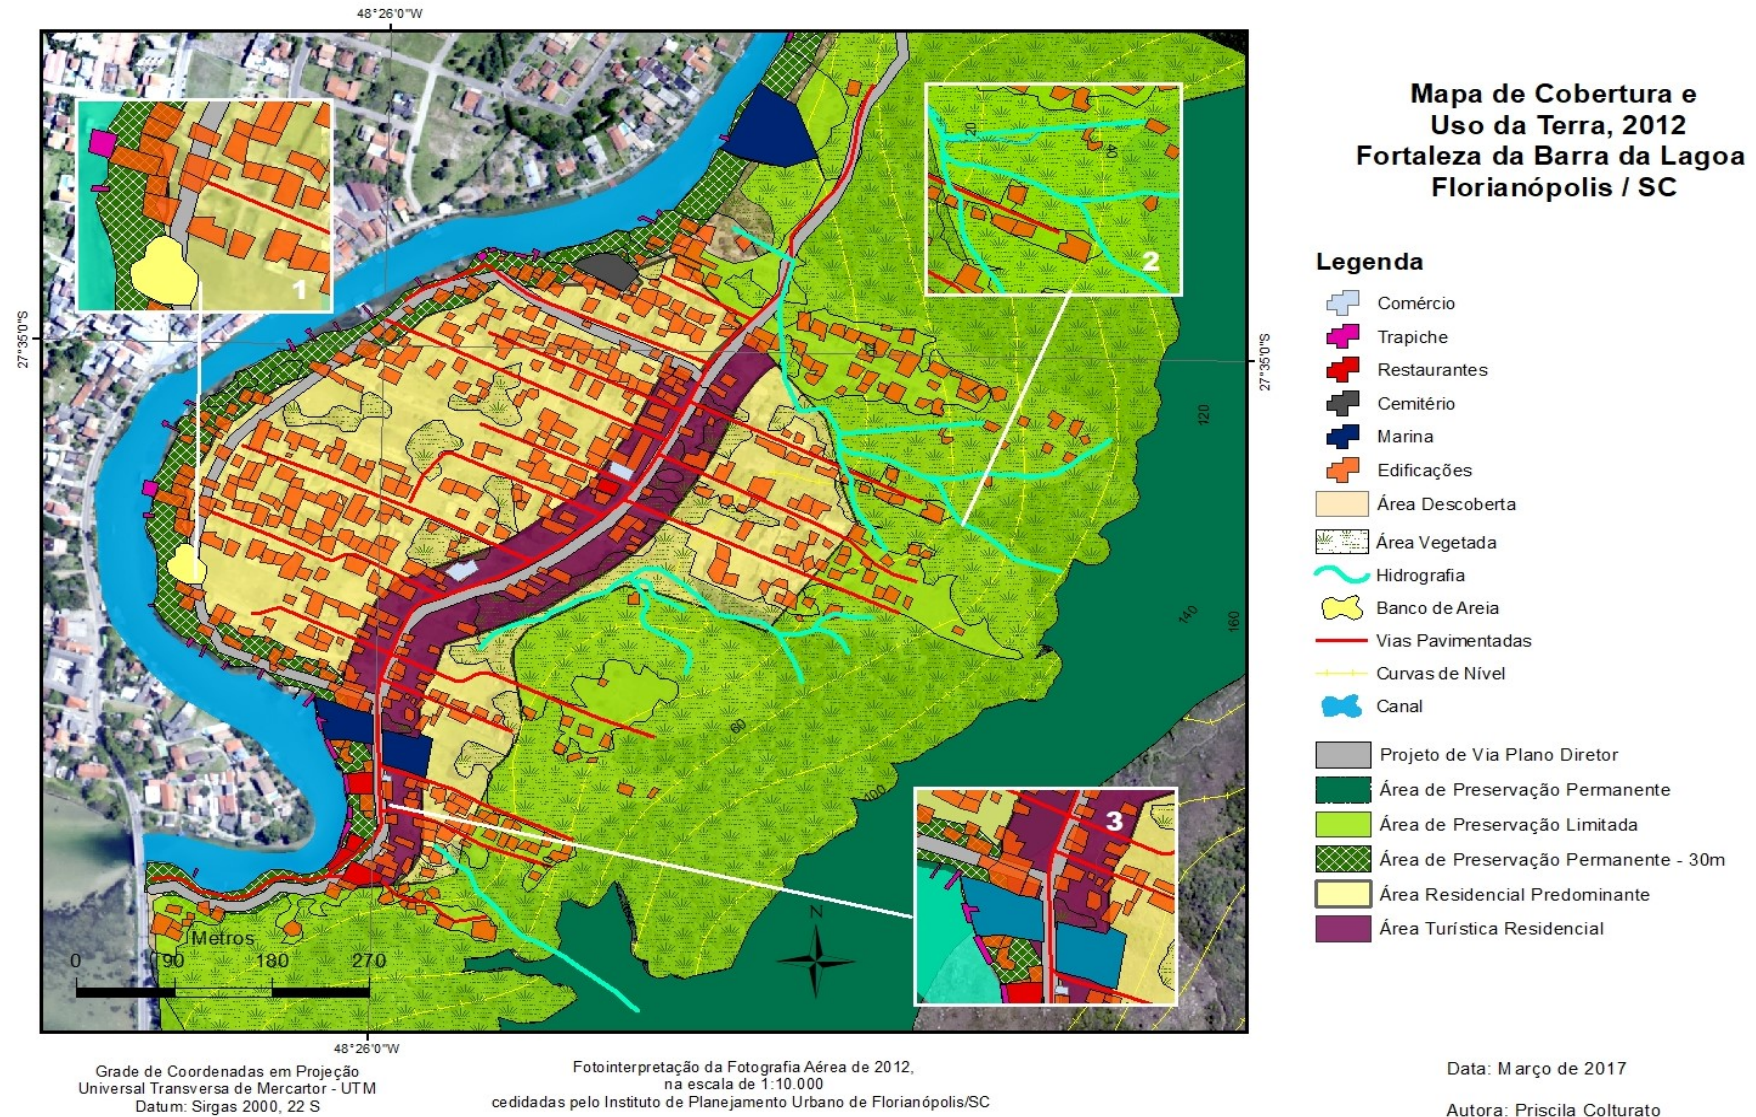 48°26'0"W
Mapa de Cobertura e
Uso da Terra, 2012
Fortaleza da Barra da Lagoa
Florianópolis / SC
27°35'0"S
27°35'0"S
1
2
3
20
40
20
120
140
160
60
100
N
Legenda
Comércio
Trapiche
Restaurantes
Cemitério
Marina
Edificações
Área Descoberta
Área Vegetada
Hidrografia
Banco de Areia
Vias Pavimentadas
Curvas de Nível
Canal
Projeto de Via Plano Diretor
Área de Preservação Permanente
Área de Preservação Limitada
Área de Preservação Permanente - 30m
Área Residencial Predominante
Área Turística Residencial
Metros
0 90 180 270
48°26'0"W
Grade de Coordenadas em Projeção
Universal Transversa de Mercartor - UTM
Datum: Sirgas 2000, 22 S
Fotointerpretação da Fotografia Aérea de 2012,
na escala de 1:10.000
cedidadas pelo Instituto de Planejamento Urbano de Florianópolis/SC
Data: Março de 2017
Autora: Priscila Colturato